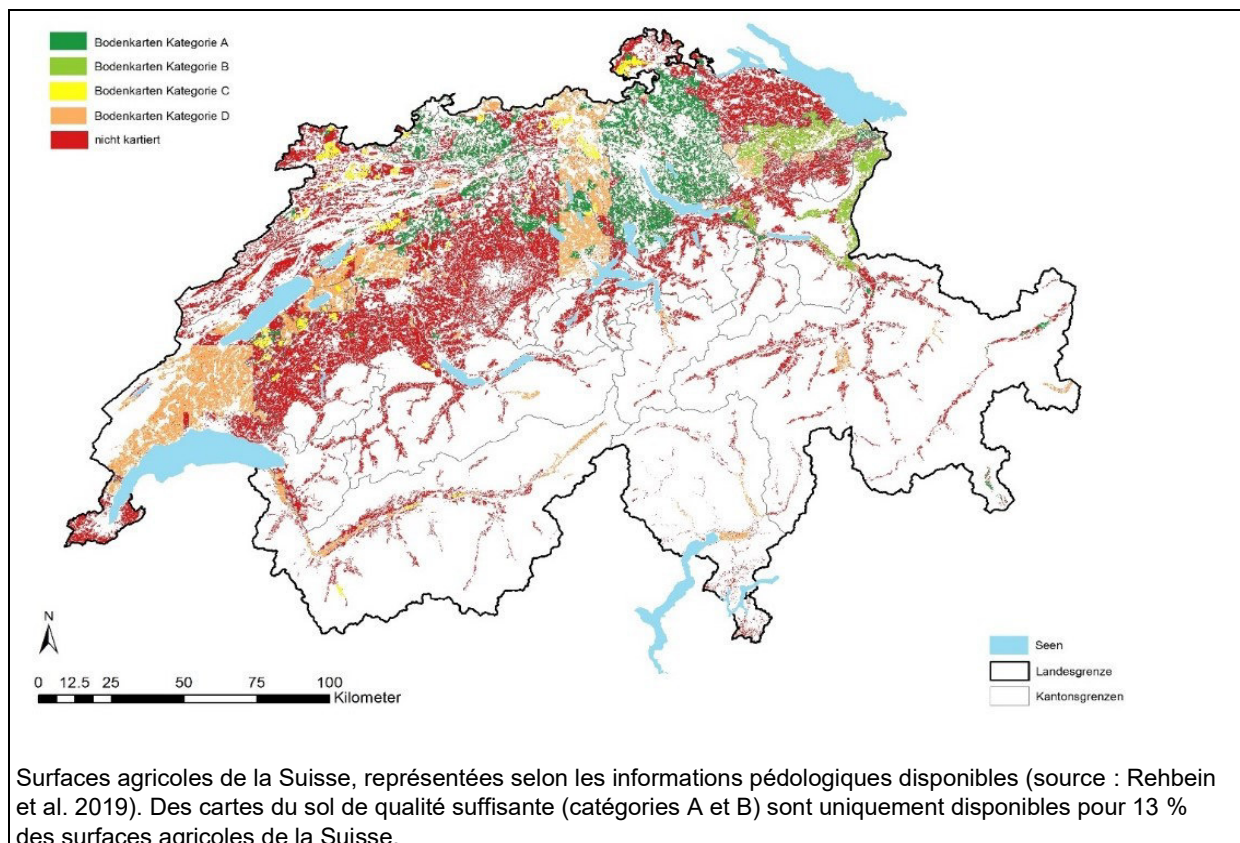 Bodenkarten Kategorie A
Bodenkarten Kategorie B
Bodenkarten Kategorie C
Bodenkarten Kategorie D
nicht kartiert
N
0 12.5 25 50 75 100
Kilometer
Seen
Landesgrenze
Kantonsgrenzen
Surfaces agricoles de la Suisse, représentées selon les informations pédologiques disponibles (source : Rehbein
et al. 2019). Des cartes du sol de qualité suffisante (catégories A et B) sont uniquement disponibles pour 13 %
des surfaces agricoles de la Suisse.